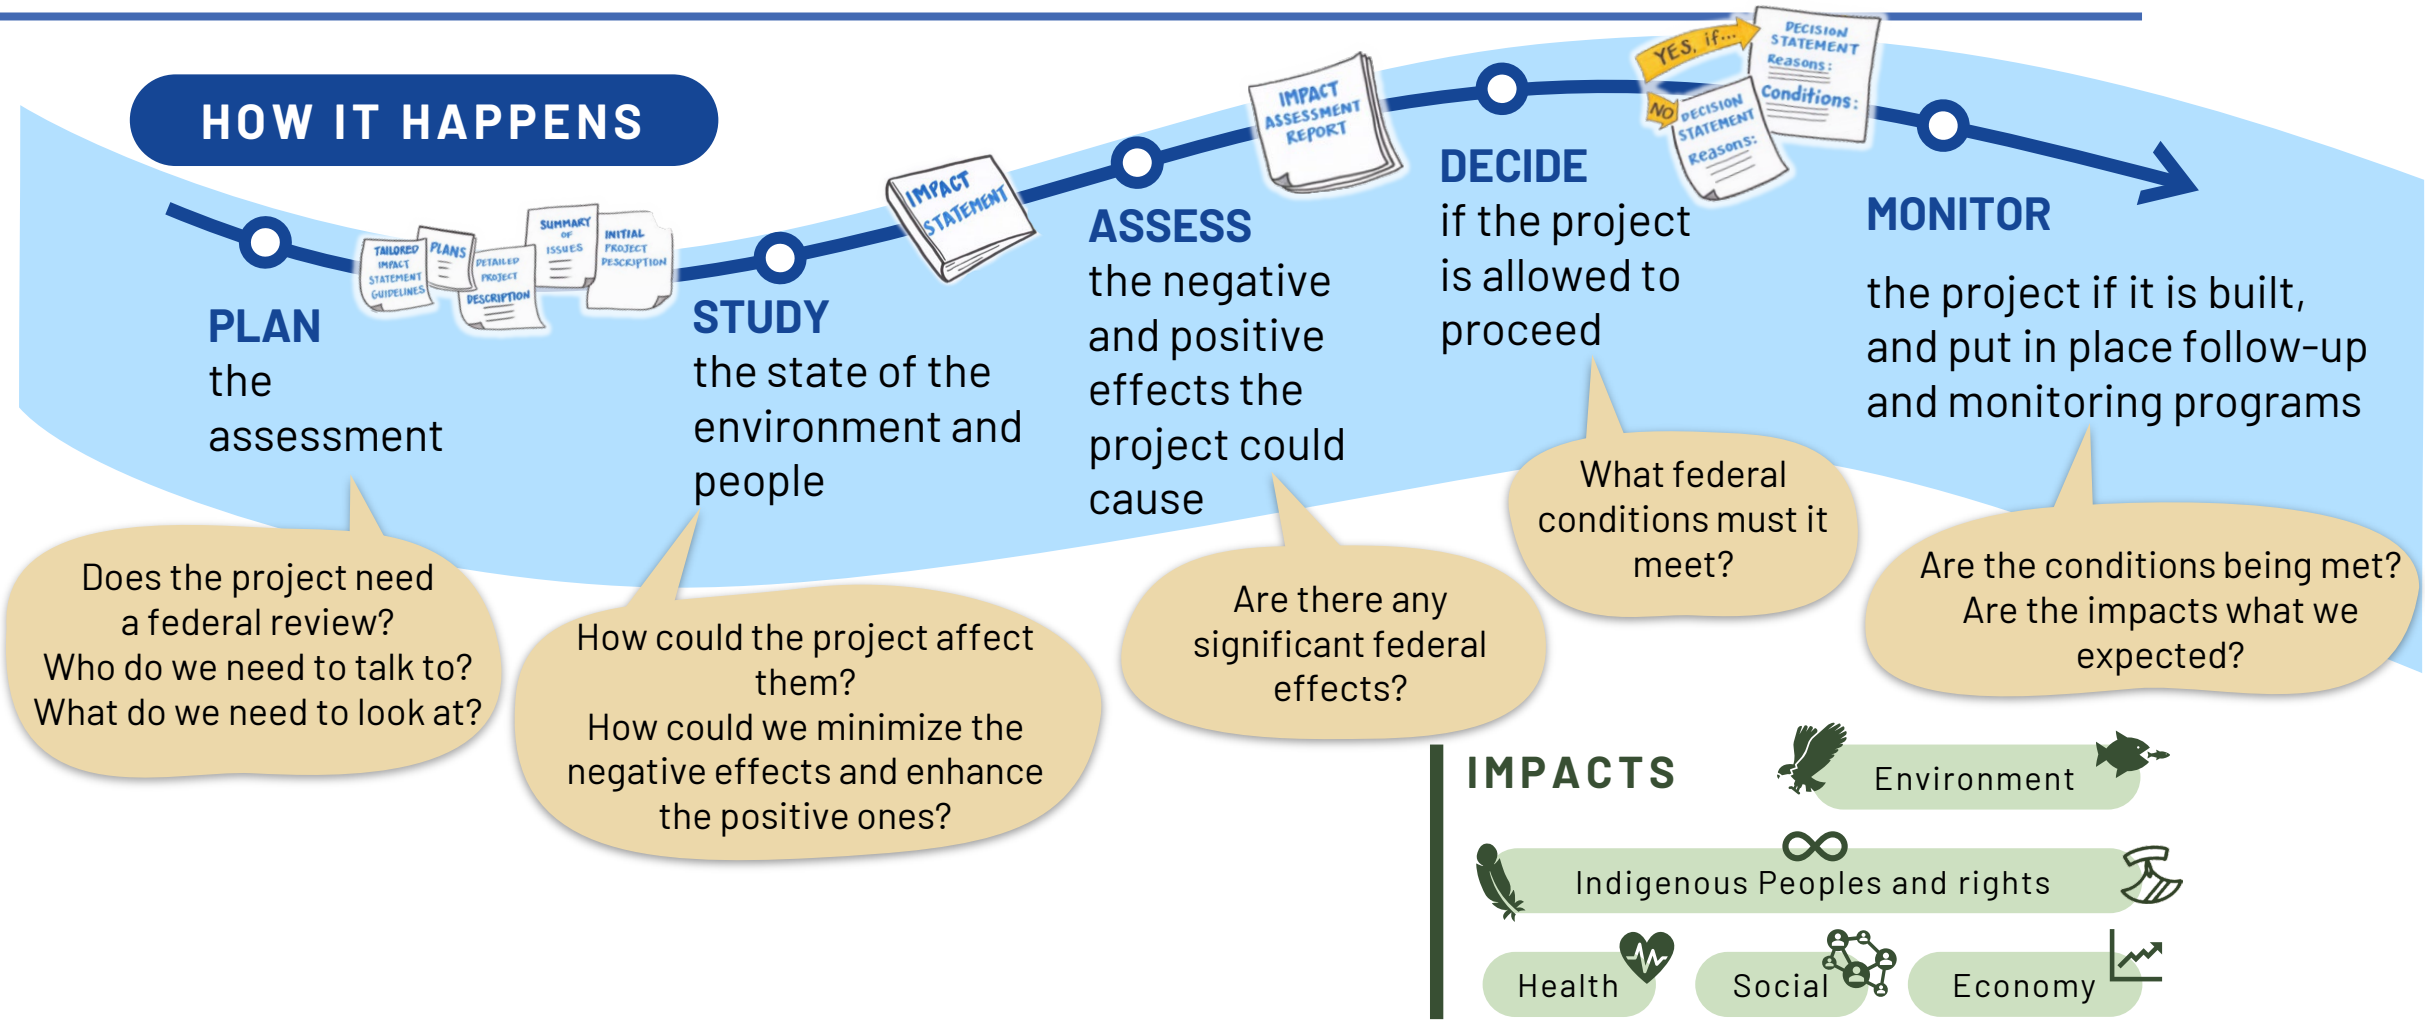 HOW IT HAPPENS
PLAN
the
assessment
TAILORED
IMPACT
STATEMENT
GUIDELINES
PLANS
DETAILED
PROJECT
DESCRIPTION
SUMMARY
OF
ISSUES
INITIAL
PROJECT
DESCRIPTION
Does the project need
a federal review?
Who do we need to talk to?
What do we need to look at?
STUDY
the state of the
environment and
people
IMPACT
STATEMENT
How could the project affect
them?
How could we minimize the
negative effects and enhance
the positive ones?
ASSESS
the negative
and positive
effects the
project could
cause
IMPACT
ASSESSMENT
REPORT
Are there any
significant federal
effects?
DECIDE
if the project
is allowed to
proceed
YES, if...
DECISION
STATEMENT
Reasons:
Conditions:
NO
DECISION
STATEMENT
Reasons:
What federal
conditions must it
meet?
MONITOR
the project if it is built,
and put in place follow-up
and monitoring programs
Are the conditions being met?
Are the impacts what we
expected?
IMPACTS
Environment
Indigenous Peoples and rights
Health
Social
Economy